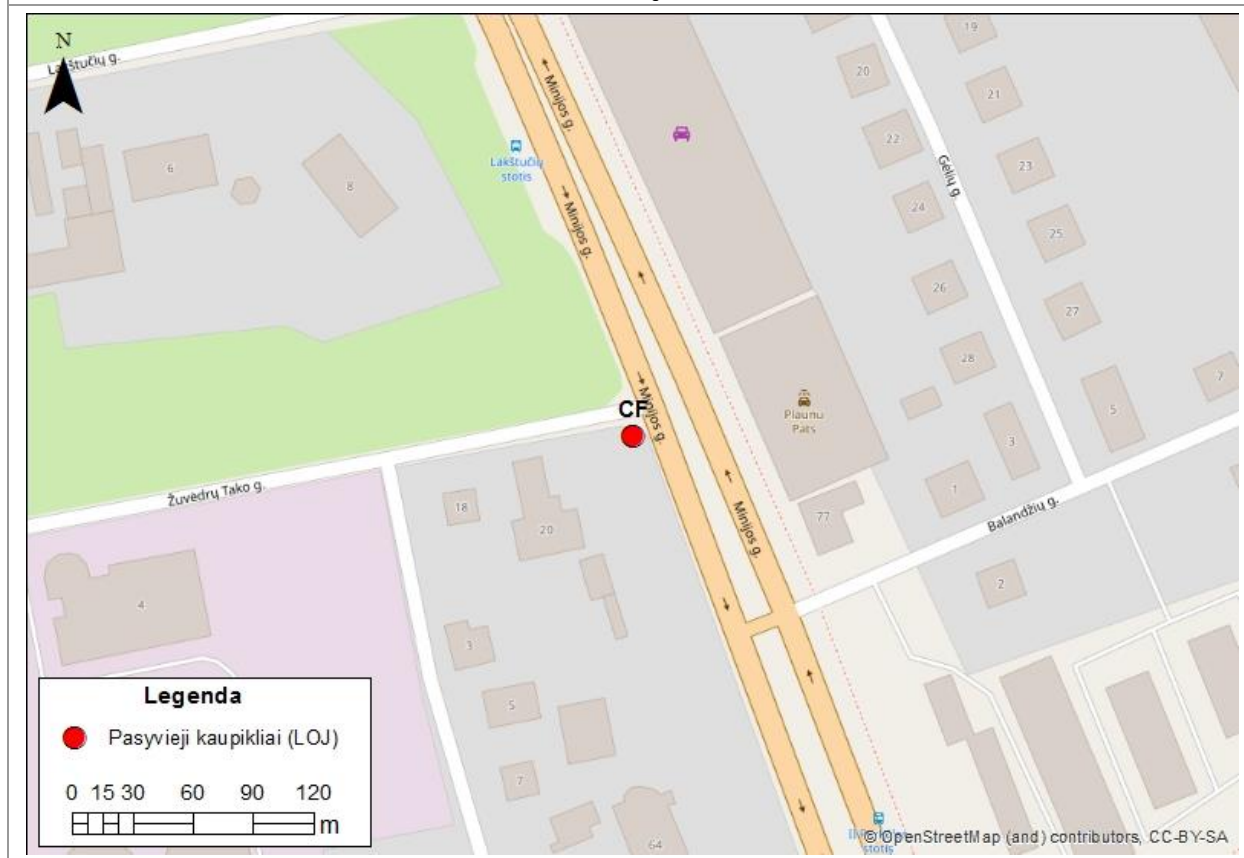 N
Lakštučių g.
Minijos g.
19
20
21
22
Lakštučių
stotis
Gelių g.
6
8
23
24
Minijos g.
25
26
27
28
7
Minijos g.
CF
Plaunu
Pats
5
3
Žuvėdrų Tako g.
18
20
1
77
Minijos g.
Balandžių g.
2
4
3
5
7
64
stotis
Legenda
Pasyvieji kaupikliai (LOJ)
0 15 30 60 90 120
m
© OpenStreetMap (and) contributors, CC-BY-SA